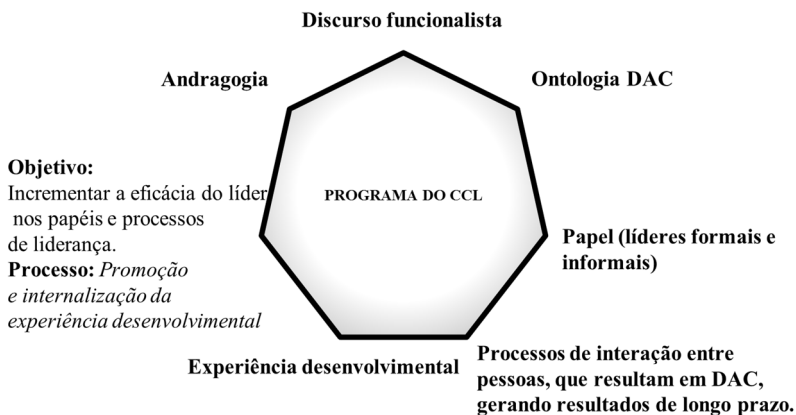 Discurso funcionalista
Andragogia
Ontologia DAC
Objetivo:
Incrementar a eficácia do líder
nos papéis e processos
de liderança.
Processo: Promoção
e internalização da
experiência desenvolvimental
PROGRAMA DO CCL
Papel (líderes formais e
informais)
Experiência desenvolvimental
Processos de interação entre
pessoas, que resultam em DAC,
gerando resultados de longo prazo.